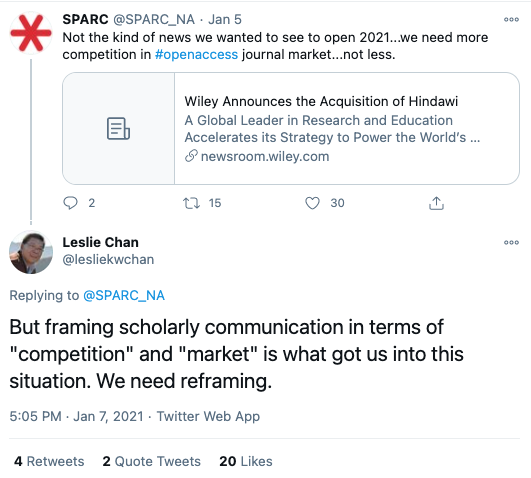 SPARC @SPARC_NA · Jan 5
Not the kind of news we wanted to see to open 2021...we need more
competition in #openaccess journal market...not less.
Wiley Announces the Acquisition of Hindawi
A Global Leader in Research and Education
Accelerates its Strategy to Power the World's ...
newsroom.wiley.com
2 15 30
Leslie Chan
@lesliekwchan
Replying to @SPARC_NA
But framing scholarly communication in terms of
"competition" and "market" is what got us into this
situation. We need reframing.
5:05 PM · Jan 7, 2021 · Twitter Web App
4 Retweets 2 Quote Tweets 20 Likes